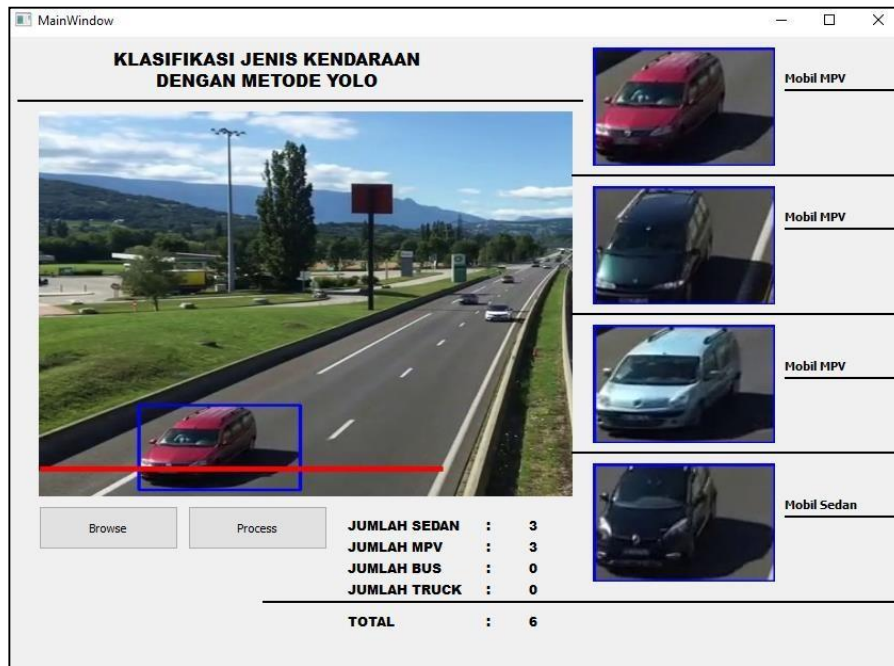 MainWindow
KLASIFIKASI JENIS KENDARAAN
DENGAN METODE YOLO
Mobil MPV
Mobil MPV
Mobil MPV
Mobil Sedan
Browse
Process
JUMLAH SEDAN : 3
JUMLAH MPV : 3
JUMLAH BUS : 0
JUMLAH TRUCK : 0
TOTAL : 6